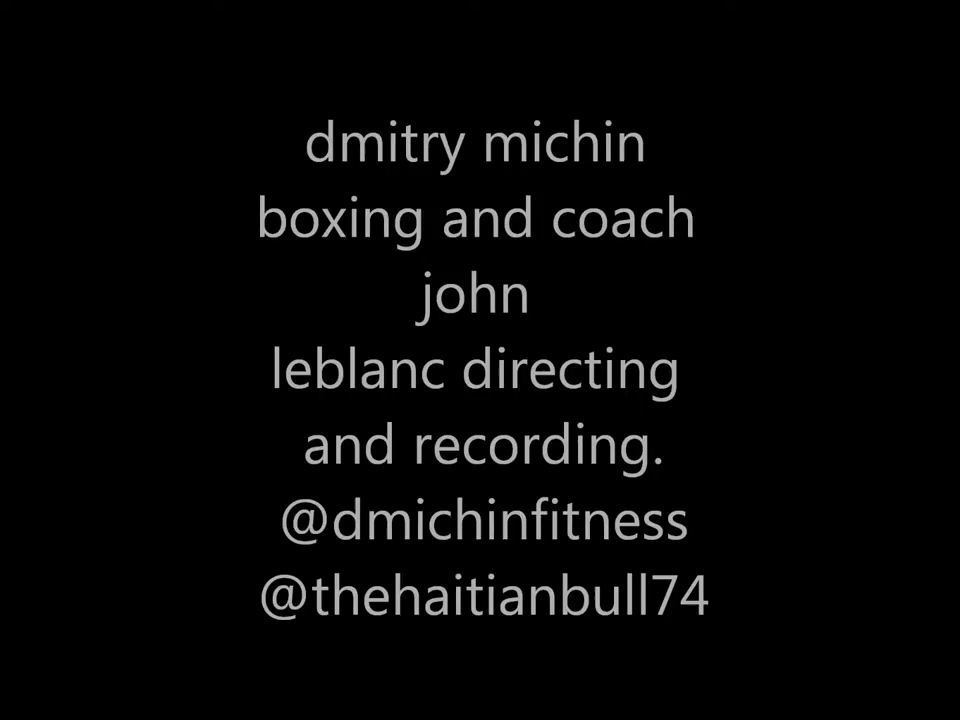 dmitry michin
boxing and coach
john
leblanc directing
and recording.
@dmichinfitness
@thehaitianbull74